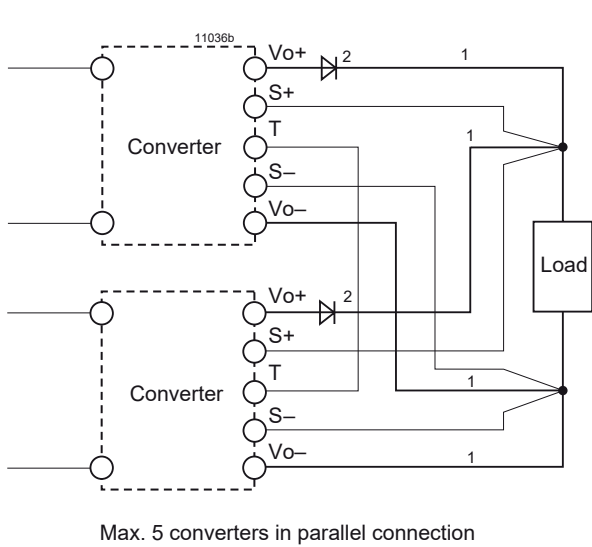 11036b
Vo+
2
1
S+
T
1
Converter
S–
Vo–
Load
Vo+
2
S+
T
1
Converter
S–
Vo–
1
Max. 5 converters in parallel connection